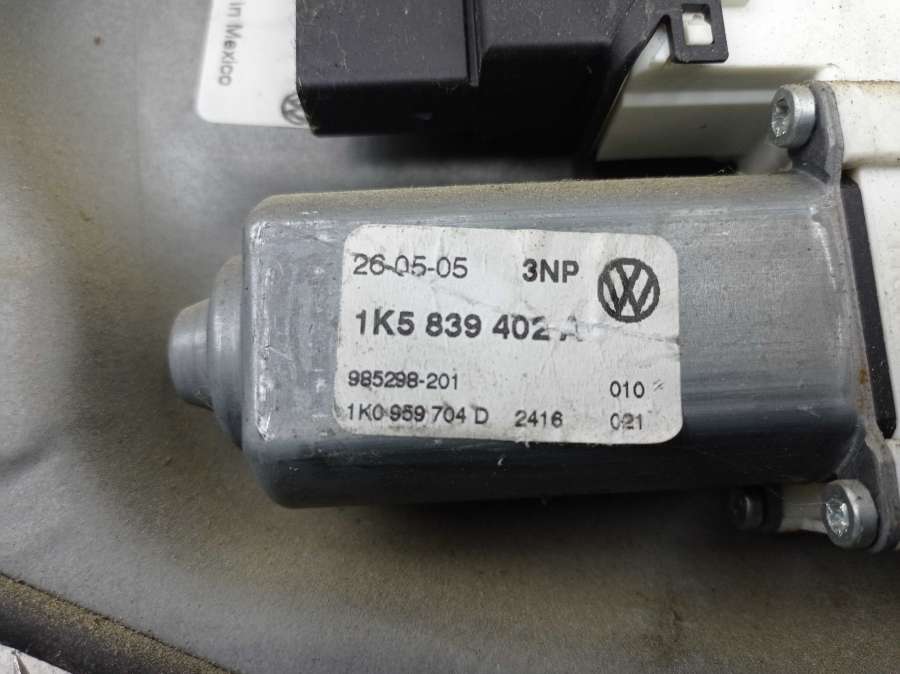 in Mexico
26-05-05 3NP
1K5 839 402 A
985298-201 010
1K0 959 704 D 2416 021